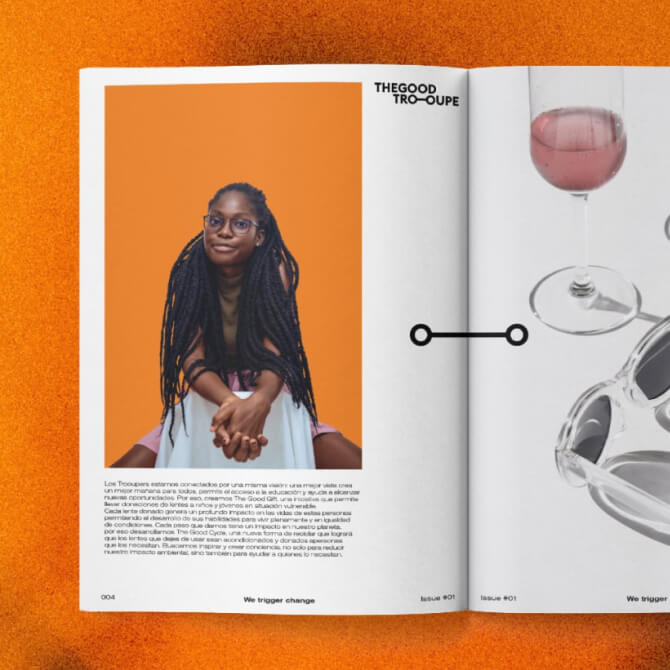 THEGOOD
TROOUPE
Los Trooupers estamos conectados por una misma visión: una mejor vista crea
un mejor mañana para todos, permite el acceso a la educación y ayuda a alcanzar
nuevas oportunidades. Por eso, creamos The Good Gift, una iniciativa que permite
llevar donaciones de lentes a niños y jóvenes en situación vulnerable.
Cada lente donado genera un profundo impacto en las vidas de estas personas
permitiendo el desarrollo de sus habilidades para vivir plenamente y en igualdad
de condiciones. Cada paso que damos tiene un impacto en nuestro planeta,
por eso desarrollamos The Good Cycle, una nueva forma de reciclar que logrará
que los lentes que dejes de usar sean acondicionados y donados apersonas
que los necesitan. Buscamos inspirar y crear conciencia, no solo para reducir
nuestro impacto ambiental, sino también para ayudar a quienes lo necesitan.
004
We trigger change
Issue #01
Issue #01
We trigger